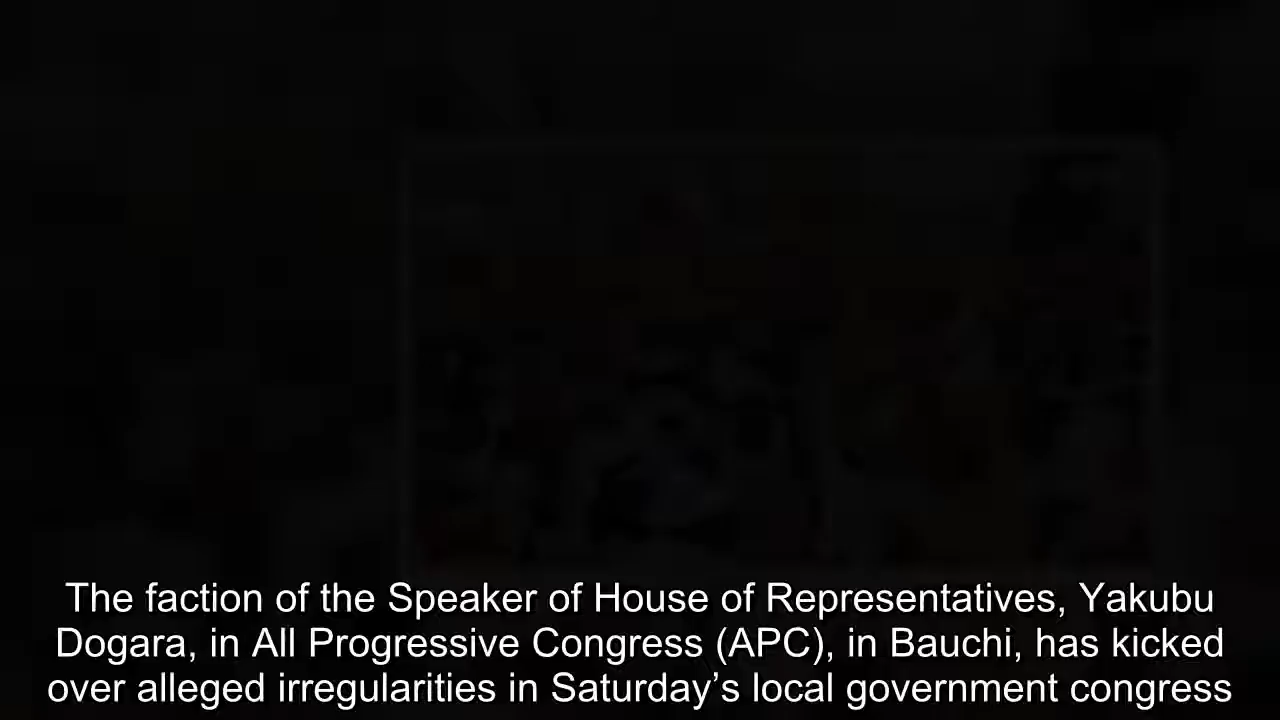 The faction of the Speaker of House of Representatives, Yakubu
Dogara, in All Progressive Congress (APC), in Bauchi, has kicked
over alleged irregularities in Saturday’s local government congress